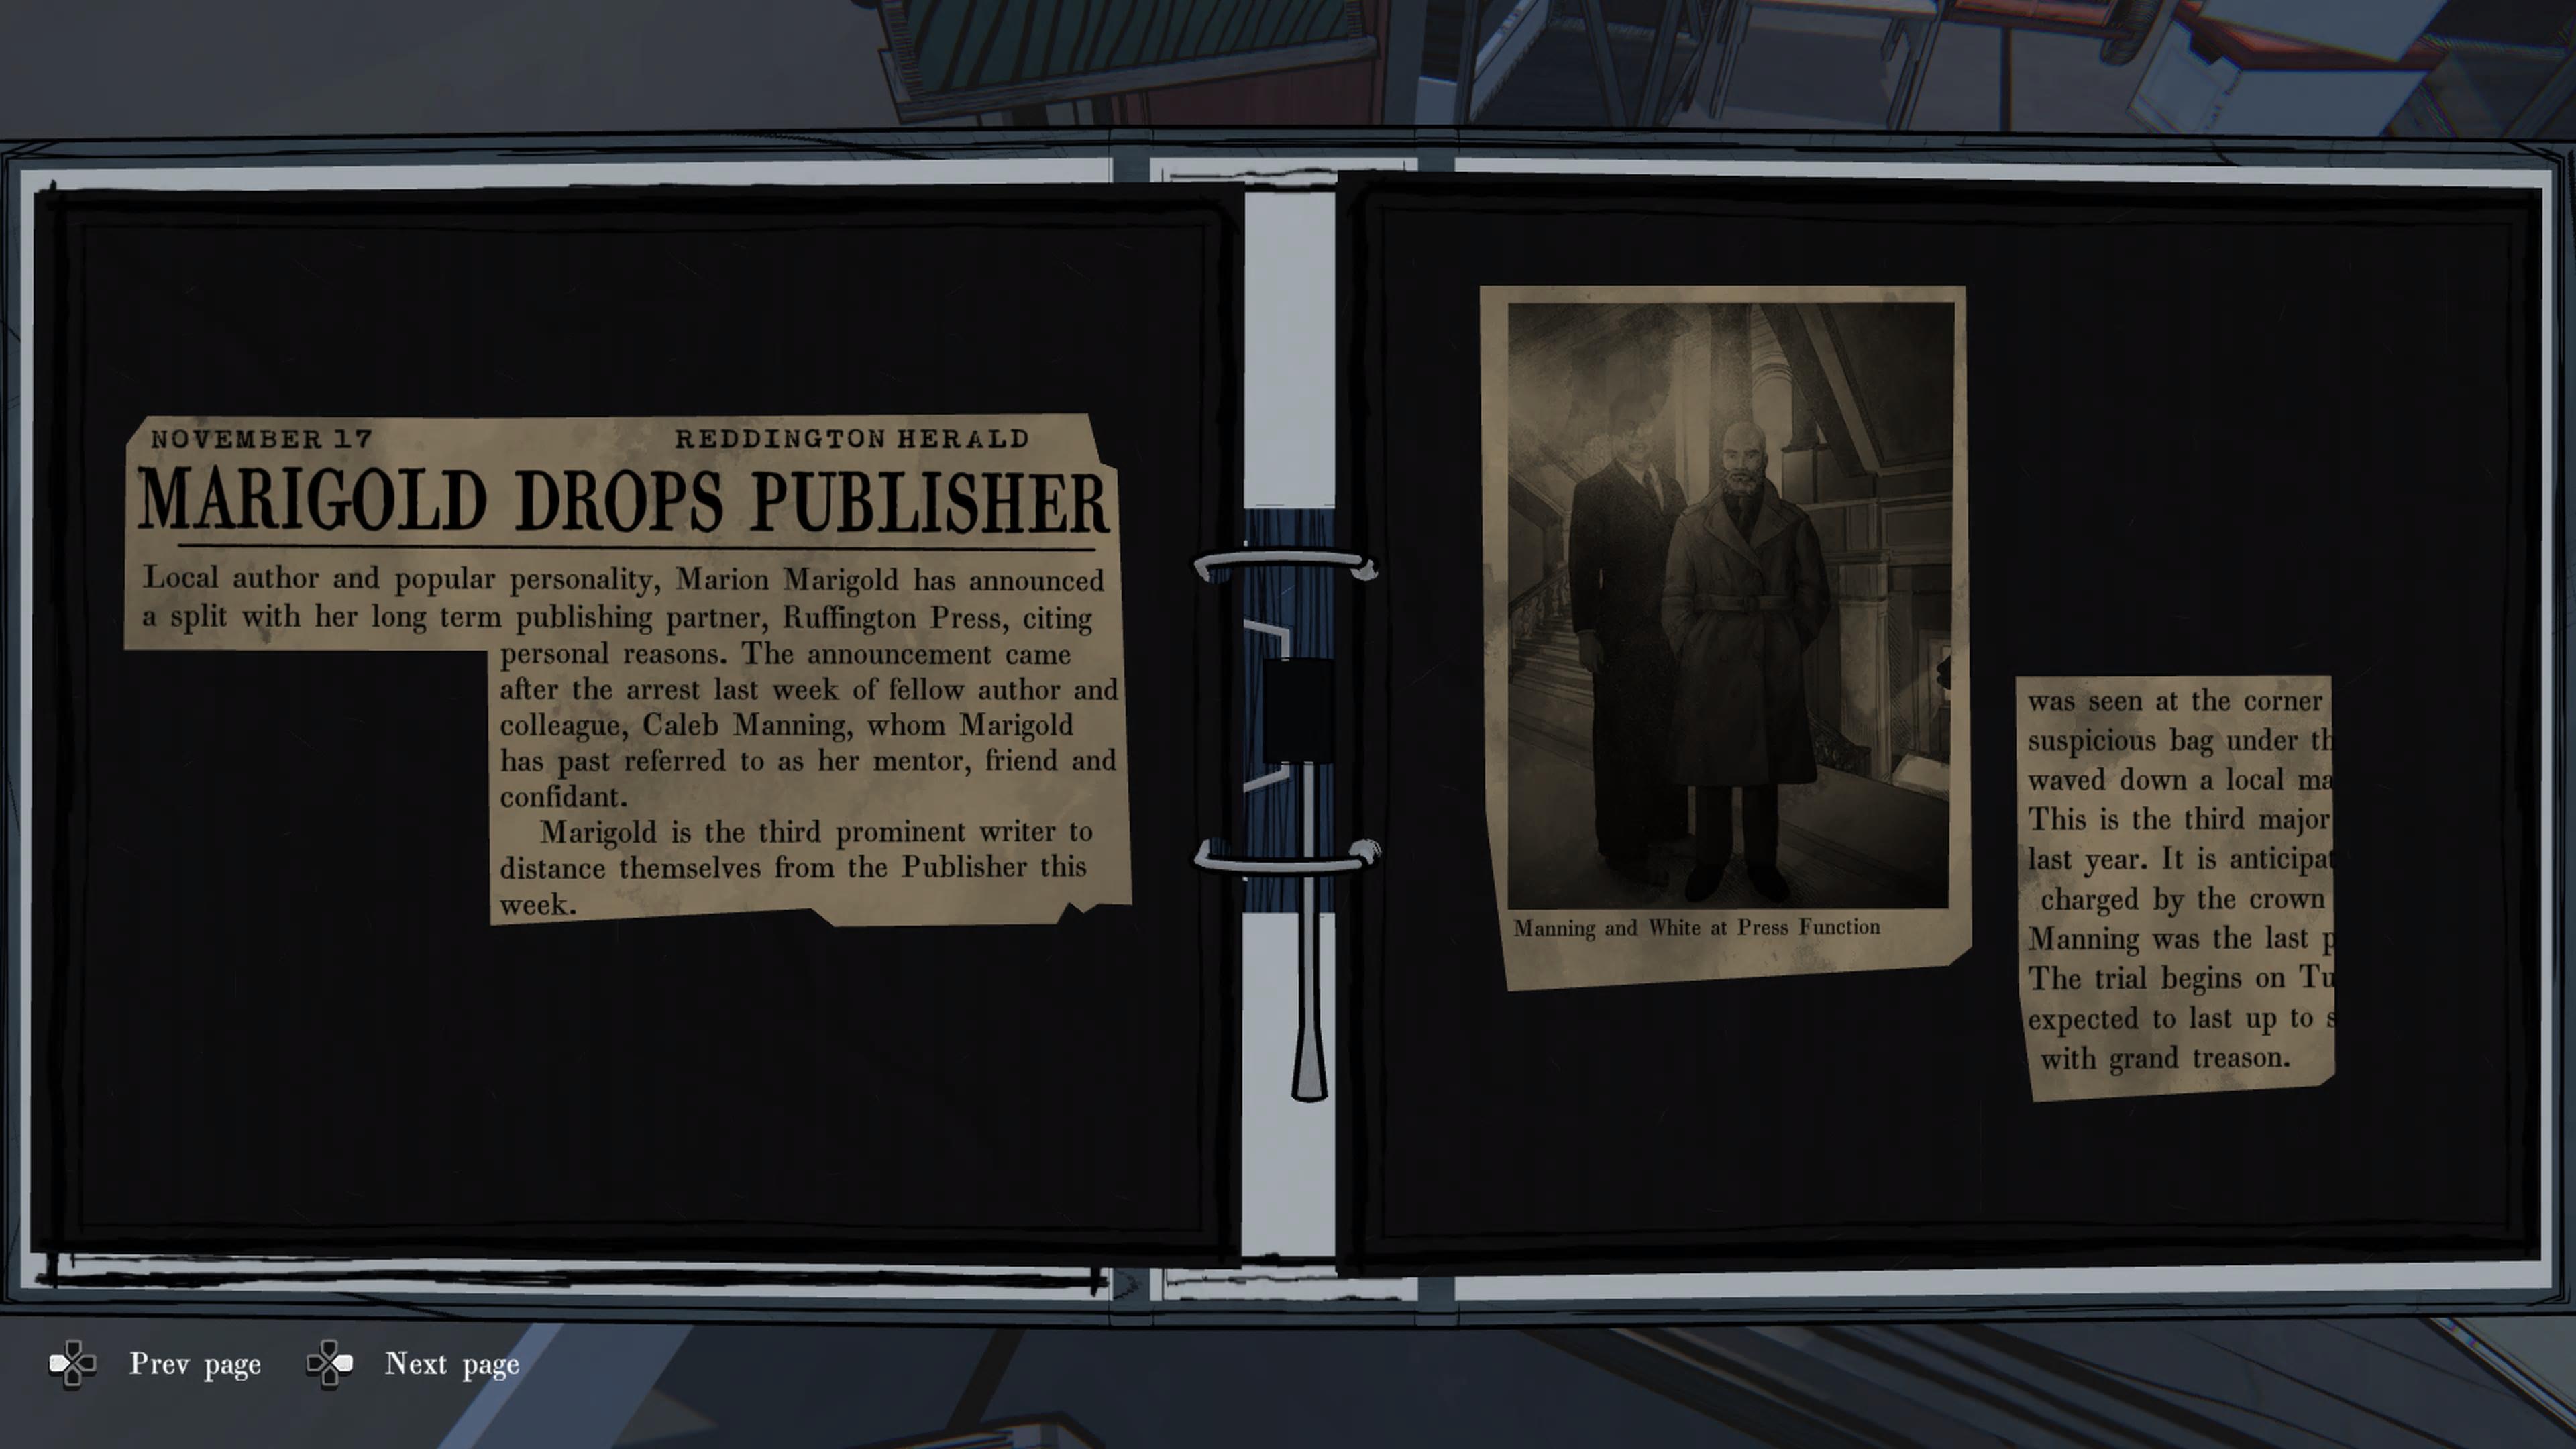 NOVEMBER 17 REDDINGTON HERALD
MARIGOLD DROPS PUBLISHER
Local author and popular personality, Marion Marigold has announced
a split with her long term publishing partner, Ruffington Press, citing
personal reasons. The announcement came
after the arrest last week of fellow author and
colleague, Caleb Manning, whom Marigold
has past referred to as her mentor, friend and
confidant.
Marigold is the third prominent writer to
distance themselves from the Publisher this
week.
Manning and White at Press Function
was seen at the corner
suspicious bag under th
waved down a local ma
This is the third major
last year. It is anticipat
charged by the crown
Manning was the last p
The trial begins on Tu
expected to last up to s
with grand treason.
Prev page Next page